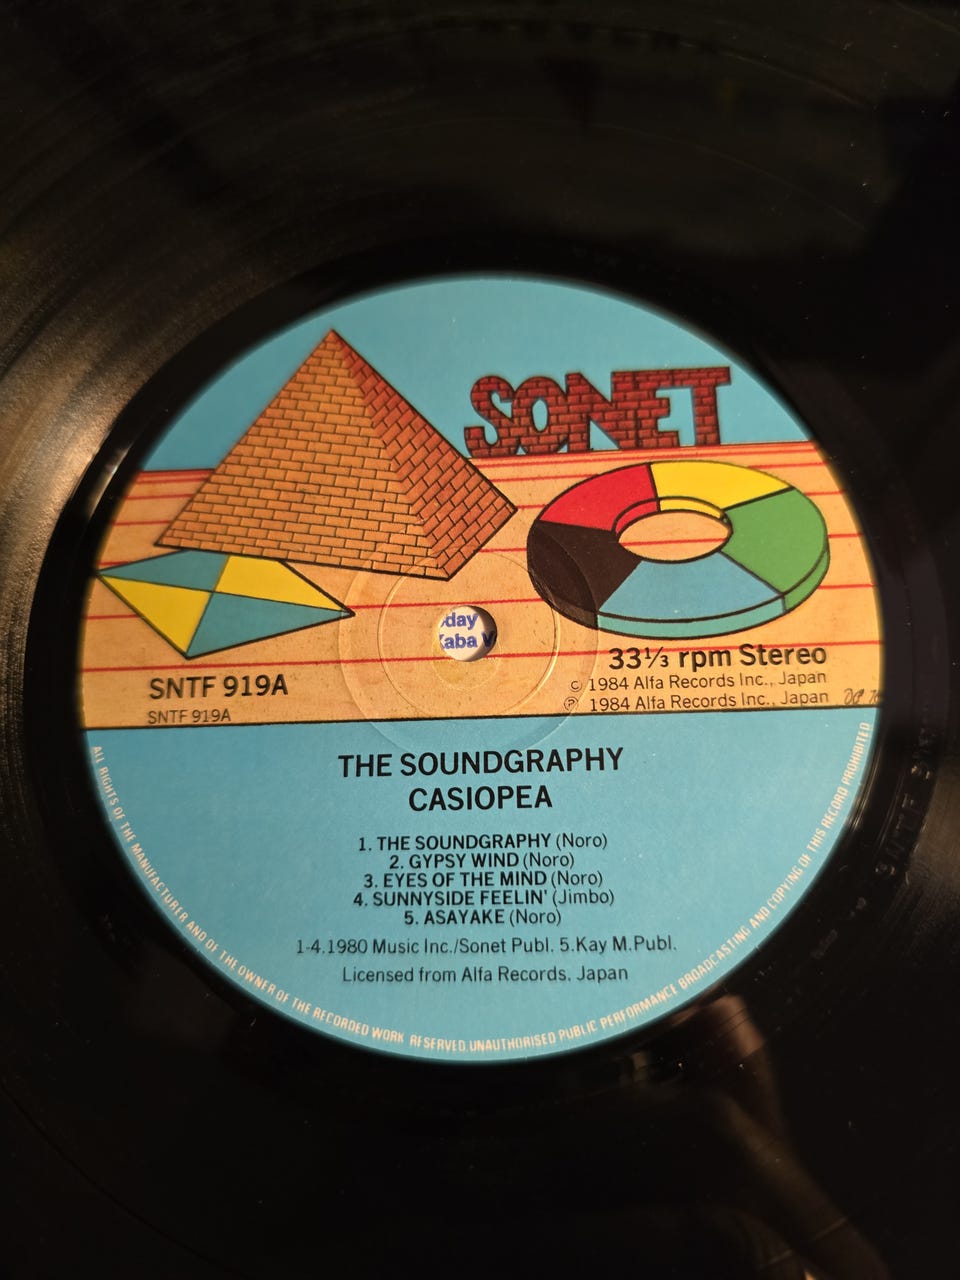 SONET
day
Kaba V
33⅓ rpm Stereo
SNTF 919A
© 1984 Alfa Records Inc., Japan
SNTF 919A
℗ 1984 Alfa Records Inc., Japan
THE SOUNDGRAPHY
CASIOPEA
1. THE SOUNDGRAPHY (Noro)
2. GYPSY WIND (Noro)
3. EYES OF THE MIND (Noro)
4. SUNNYSIDE FEELIN' (Jimbo)
5. ASAYAKE (Noro)
1-4.1980 Music Inc./Sonet Publ. 5.Kay M.Publ.
Licensed from Alfa Records. Japan
ALL RIGHTS OF THE MANUFACTURER AND OF THE OWNER OF THE RECORDED WORK RESERVED. UNAUTHORISED PUBLIC PERFORMANCE BROADCASTING AND COPYING OF THIS RECORD PROHIBITED